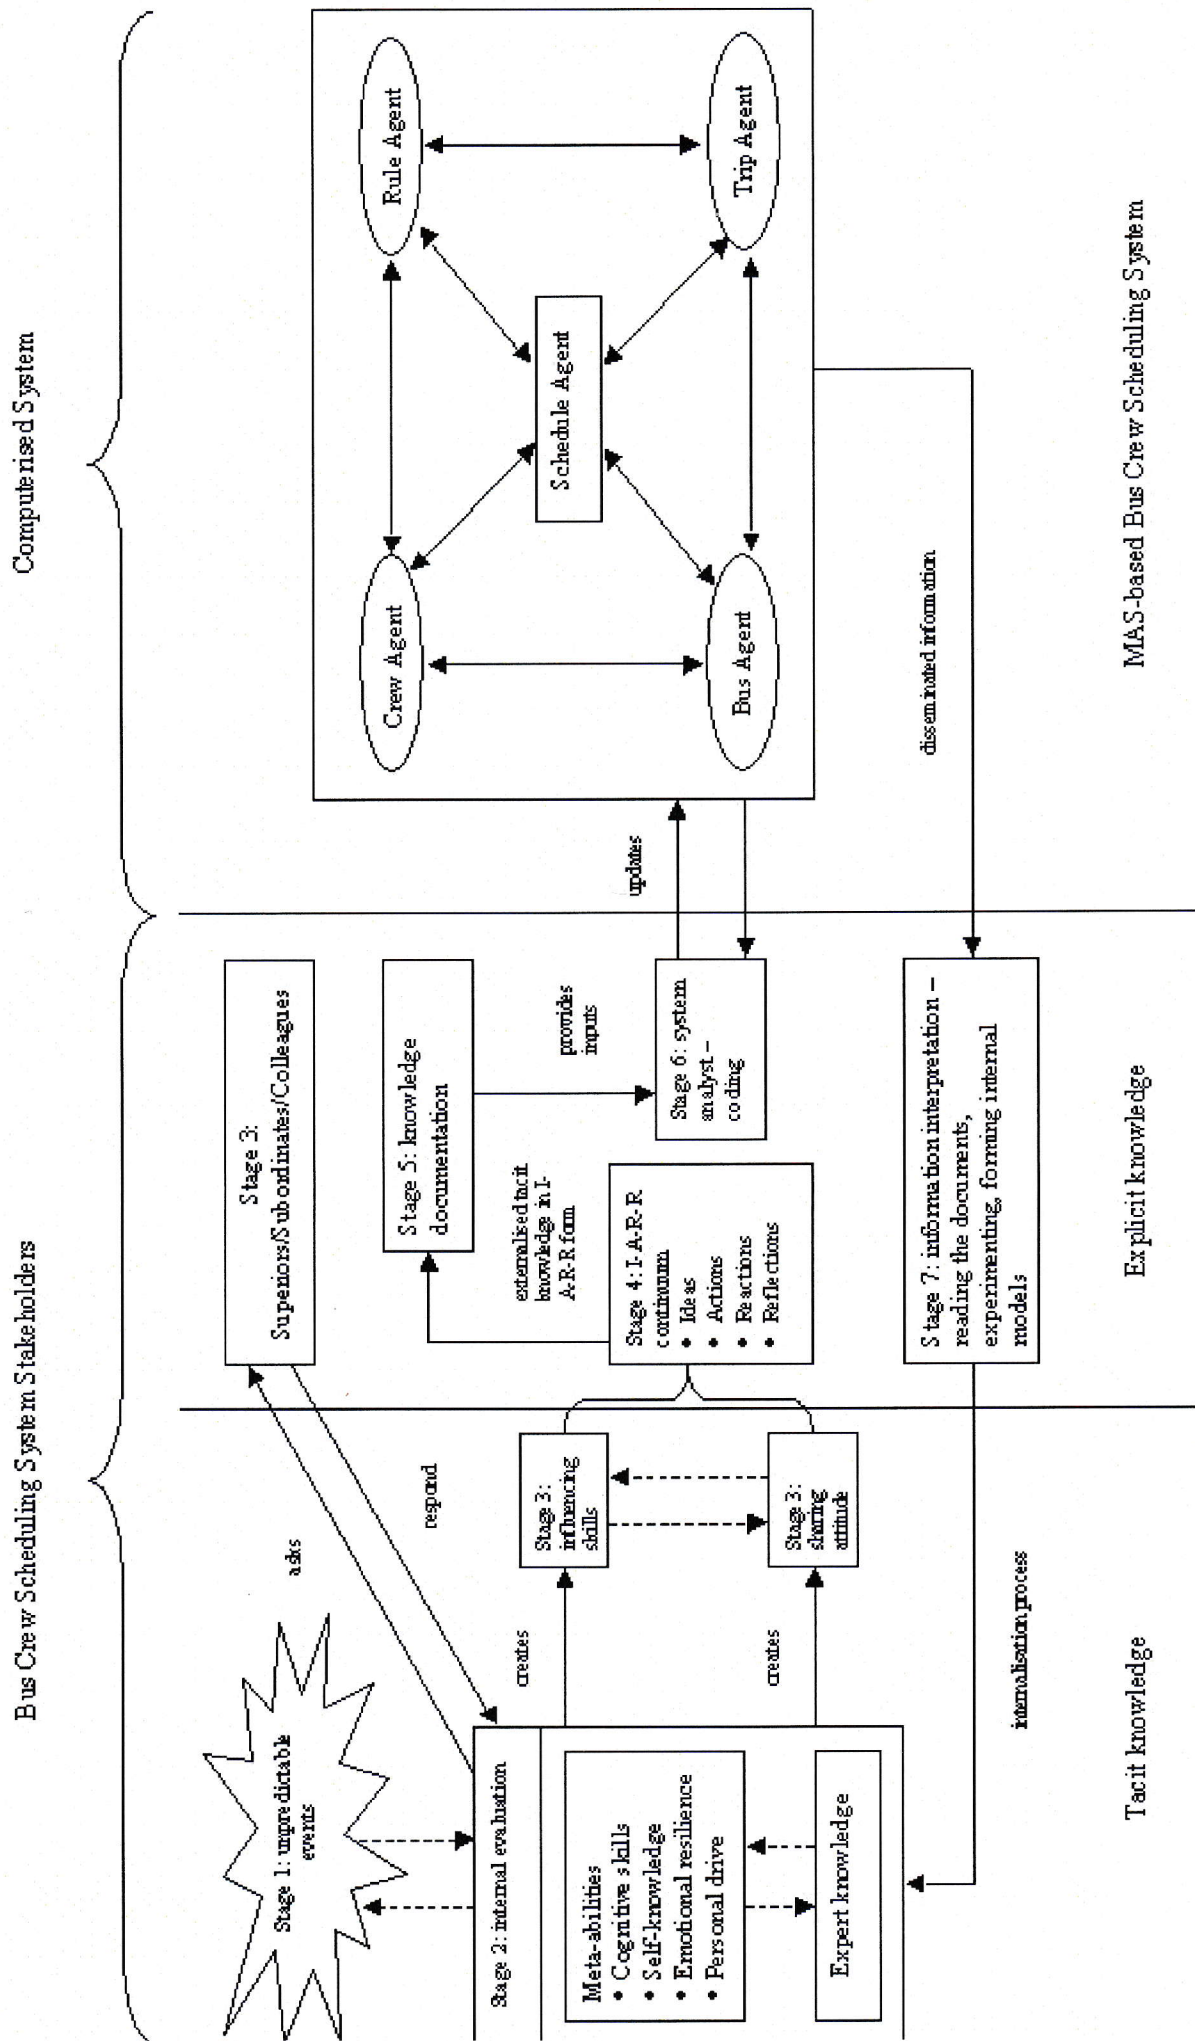 Bus Crew Scheduling System Stakeholders
Computerised System
Stage 1: unpredictable
events
asks
respond
Stage 2: internal evaluation
Meta-abilities
• Cognitive skills
• Self-knowledge
• Emotional resilience
• Personal drive
Expert knowledge
creates
creates
Stage 3:
influencing
skills
Stage 3:
sharing
attitude
internalisation process
Tacit knowledge
Stage 3:
Superiors/Subordinates/Colleagues
Stage 5: knowledge
documentation
externalised tacit
knowledge in I-
A-R-R form
provides
inputs
Stage 4: I-A-R-R
continuum
• Ideas
• Actions
• Reactions
• Reflections
Stage 6: system
analyst –
coding
Stage 7: information interpretation –
reading the documents,
experimenting, forming internal
models
Explicit knowledge
updates
Crew Agent
Rule Agent
Schedule Agent
Bus Agent
Trip Agent
disseminated information
MAS-based Bus Crew Scheduling System